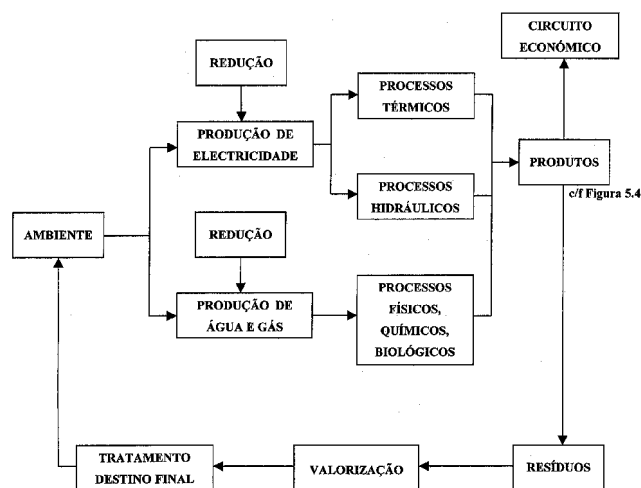 CIRCUITO
ECONÓMICO
REDUÇÃO
PROCESSOS
TÉRMICOS
PRODUÇÃO DE
ELECTRICIDADE
PRODUTOS
c/f Figura 5.4
PROCESSOS
HIDRÁULICOS
AMBIENTE
REDUÇÃO
PROCESSOS
FÍSICOS,
QUÍMICOS,
BIOLÓGICOS
PRODUÇÃO DE
ÁGUA E GÁS
TRATAMENTO
DESTINO FINAL
VALORIZAÇÃO
RESÍDUOS